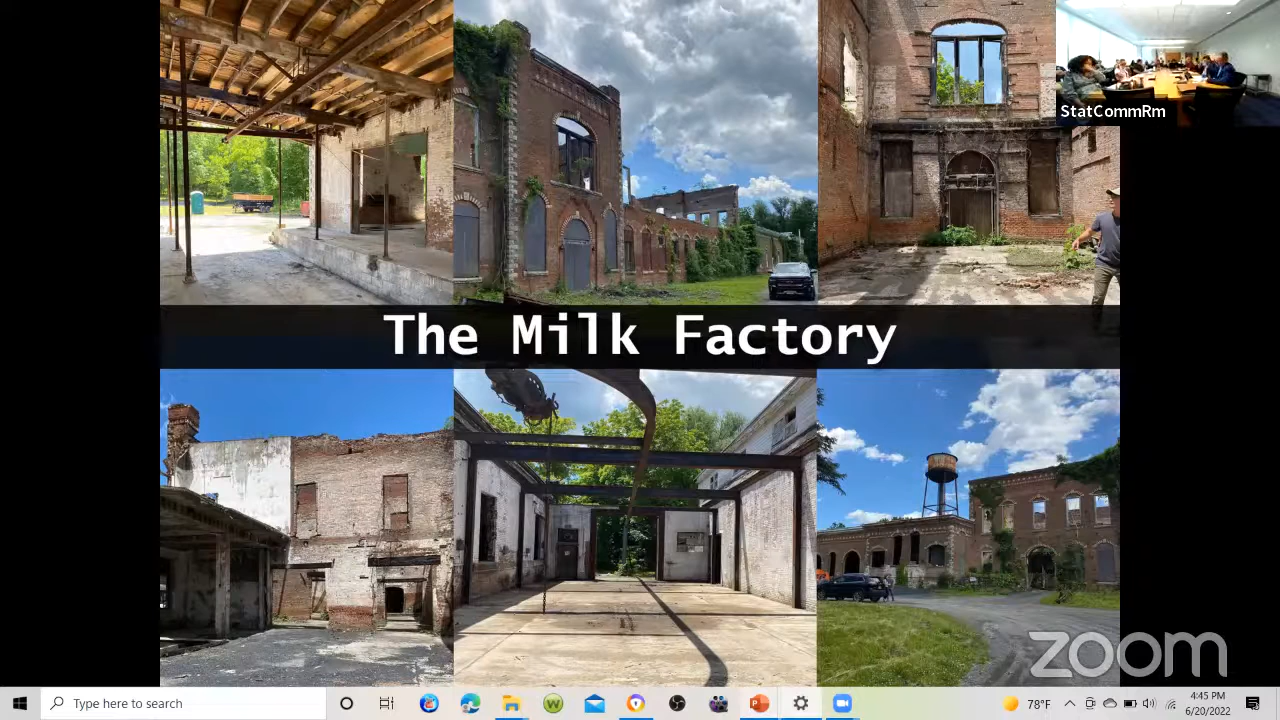 StatCommRm
The Milk Factory
zoom
Type here to search
78°F
4:45 PM
6/20/2022